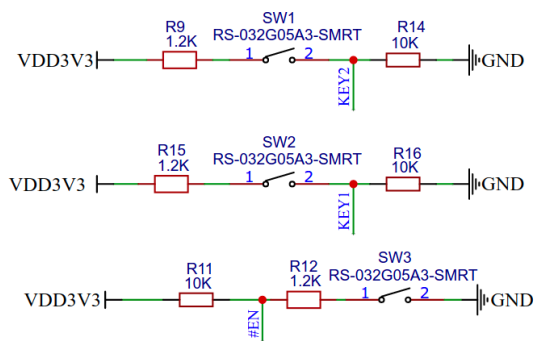 R9
1.2K
SW1
RS-032G05A3-SMRT
R14
10K
VDD3V3
1
2
GND
KEY2
R15
1.2K
SW2
RS-032G05A3-SMRT
R16
10K
VDD3V3
1
2
GND
KEY1
R11
10K
R12
1.2K
SW3
RS-032G05A3-SMRT
VDD3V3
1
2
GND
#EN